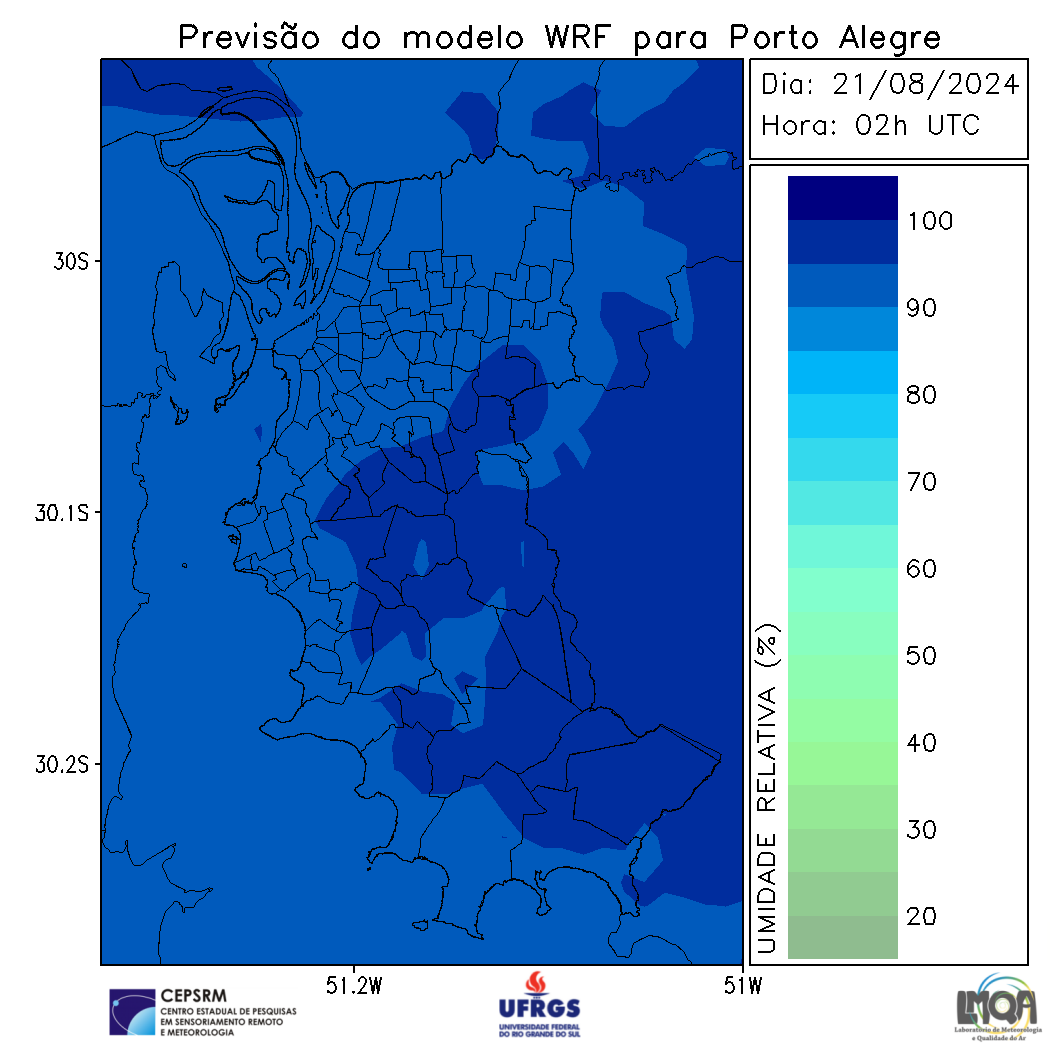 Previsão do modelo WRF para Porto Alegre
Dia: 21/08/2024
Hora: 02h UTC
100
90
80
70
60
50
40
30
20
UMIDADE RELATIVA (%)
30S
30.1S
30.2S
51.2W
51W
CEPSRM
CENTRO ESTADUAL DE PESQUISAS
EM SENSORIAMENTO REMOTO
E METEOROLOGIA
UFRGS
UNIVERSIDADE FEDERAL
DO RIO GRANDE DO SUL
LMQA
Laboratório de Meteorologia
e Qualidade do Ar